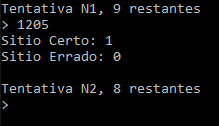 Tentativa N1, 9 restantes
> 1205
Sitio Certo: 1
Sitio Errado: 0
Tentativa N2, 8 restantes
>